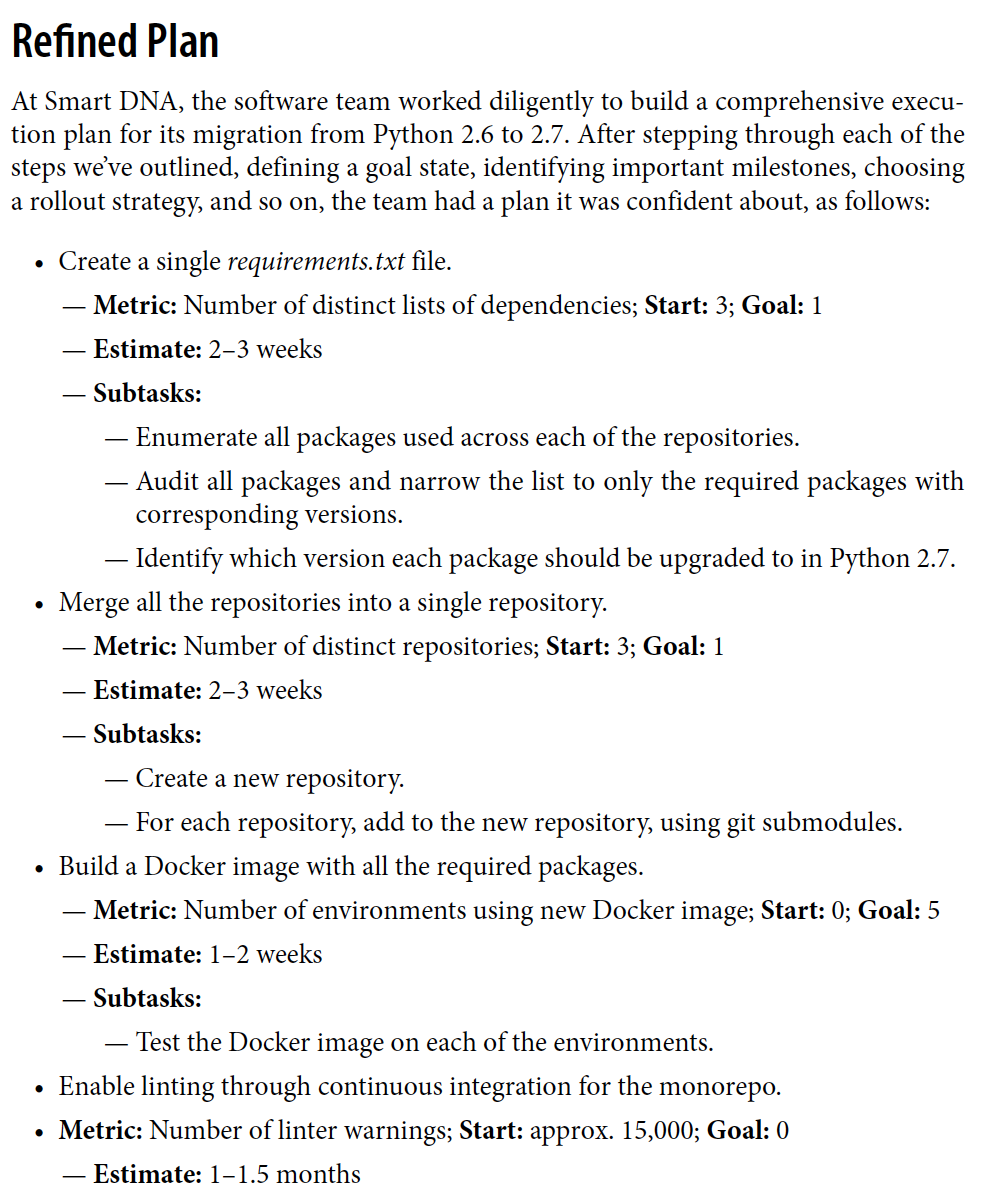 Refined Plan
At Smart DNA, the software team worked diligently to build a comprehensive execu-
tion plan for its migration from Python 2.6 to 2.7. After stepping through each of the
steps we’ve outlined, defining a goal state, identifying important milestones, choosing
a rollout strategy, and so on, the team had a plan it was confident about, as follows:
• Create a single requirements.txt file.
— Metric: Number of distinct lists of dependencies; Start: 3; Goal: 1
— Estimate: 2–3 weeks
— Subtasks:
— Enumerate all packages used across each of the repositories.
— Audit all packages and narrow the list to only the required packages with
corresponding versions.
— Identify which version each package should be upgraded to in Python 2.7.
• Merge all the repositories into a single repository.
— Metric: Number of distinct repositories; Start: 3; Goal: 1
— Estimate: 2–3 weeks
— Subtasks:
— Create a new repository.
— For each repository, add to the new repository, using git submodules.
• Build a Docker image with all the required packages.
— Metric: Number of environments using new Docker image; Start: 0; Goal: 5
— Estimate: 1–2 weeks
— Subtasks:
— Test the Docker image on each of the environments.
• Enable linting through continuous integration for the monorepo.
• Metric: Number of linter warnings; Start: approx. 15,000; Goal: 0
— Estimate: 1–1.5 months